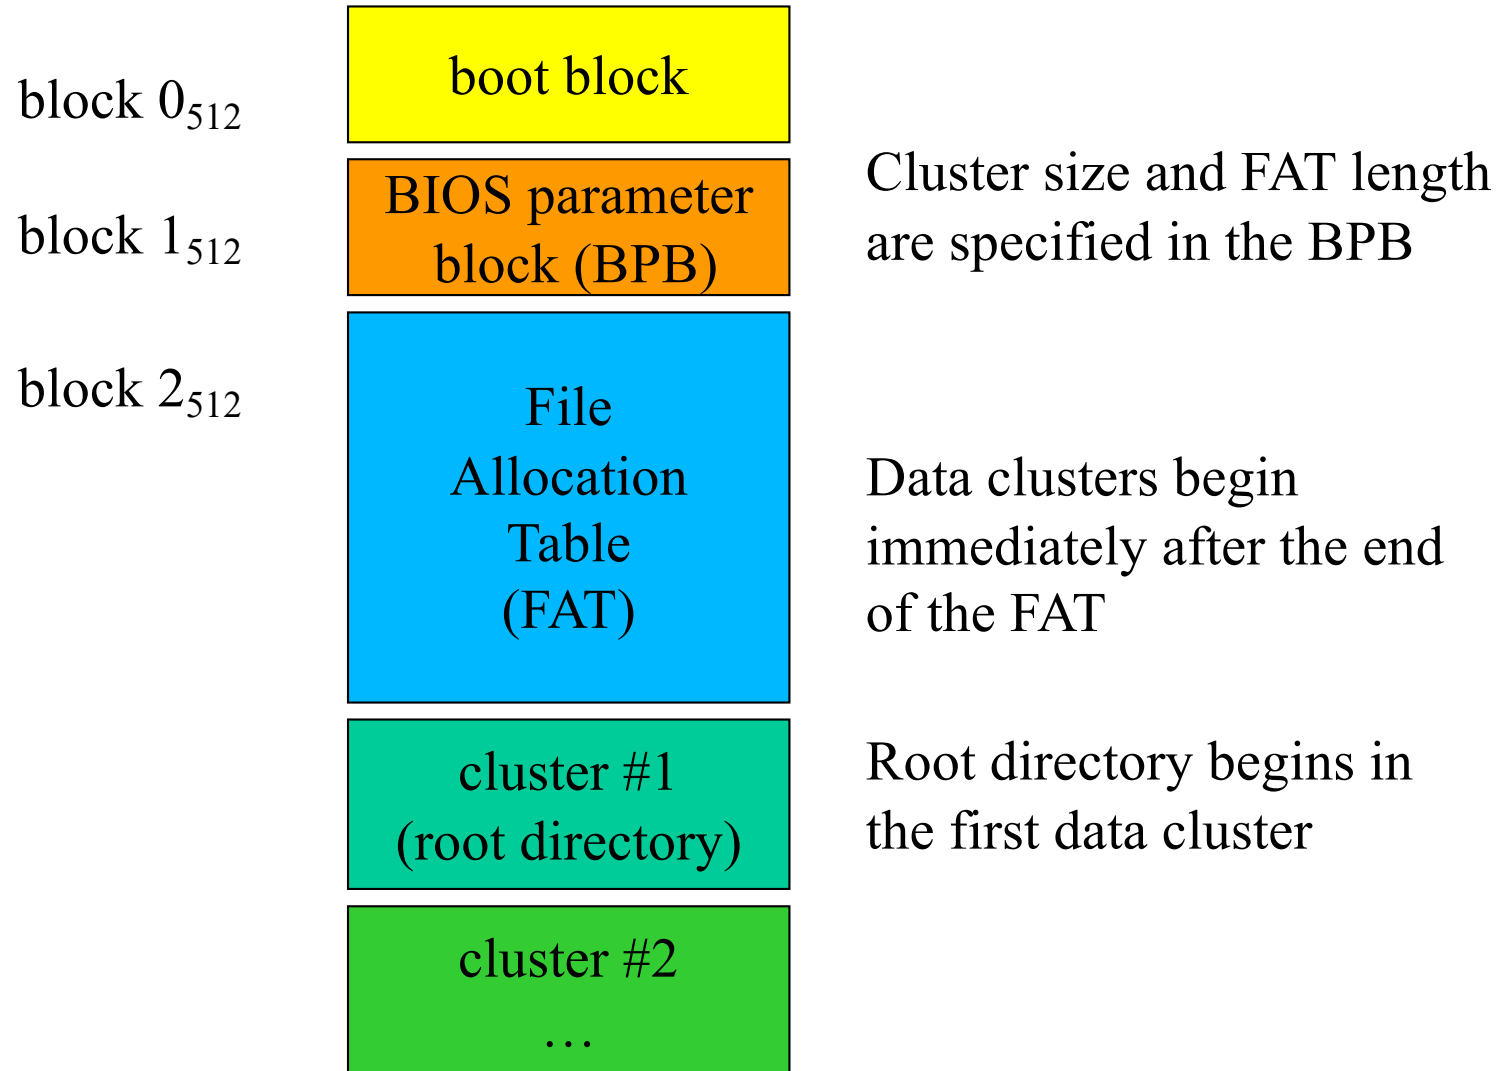 boot block
block 0512
BIOS parameter
block (BPB)
block 1512
Cluster size and FAT length
are specified in the BPB
block 2512
File
Allocation
Table
(FAT)
Data clusters begin
immediately after the end
of the FAT
cluster #1
(root directory)
Root directory begins in
the first data cluster
cluster #2
…